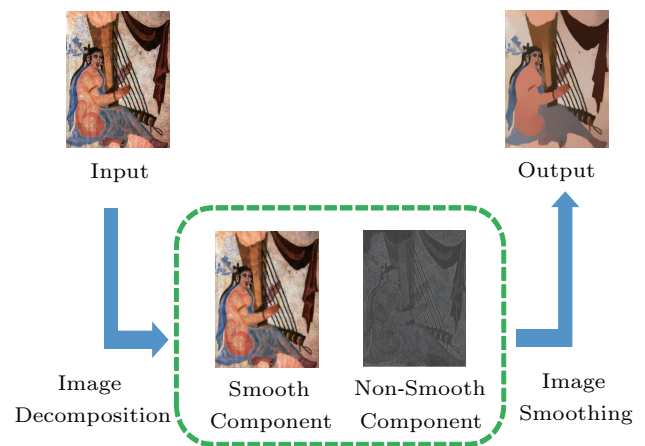 Input
Output
Image
Decomposition
Smooth
Component
Non-Smooth
Component
Image
Smoothing